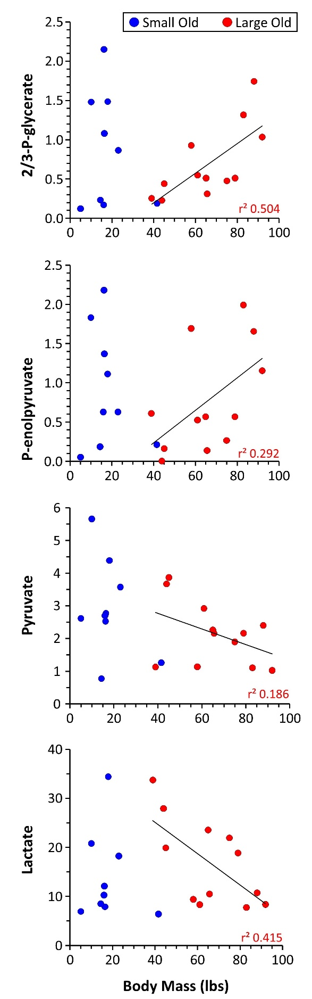 Small Old Large Old
2/3-P-glycerate
2.5
2.0
1.5
1.0
0.5
0.0
r² 0.504
0 20 40 60 80 100
P-enolpyruvate
2.5
2.0
1.5
1.0
0.5
0.0
r² 0.292
0 20 40 60 80 100
Pyruvate
6
5
4
3
2
1
0
r² 0.186
0 20 40 60 80 100
Lactate
40
30
20
10
0
r² 0.415
0 20 40 60 80 100
Body Mass (lbs)